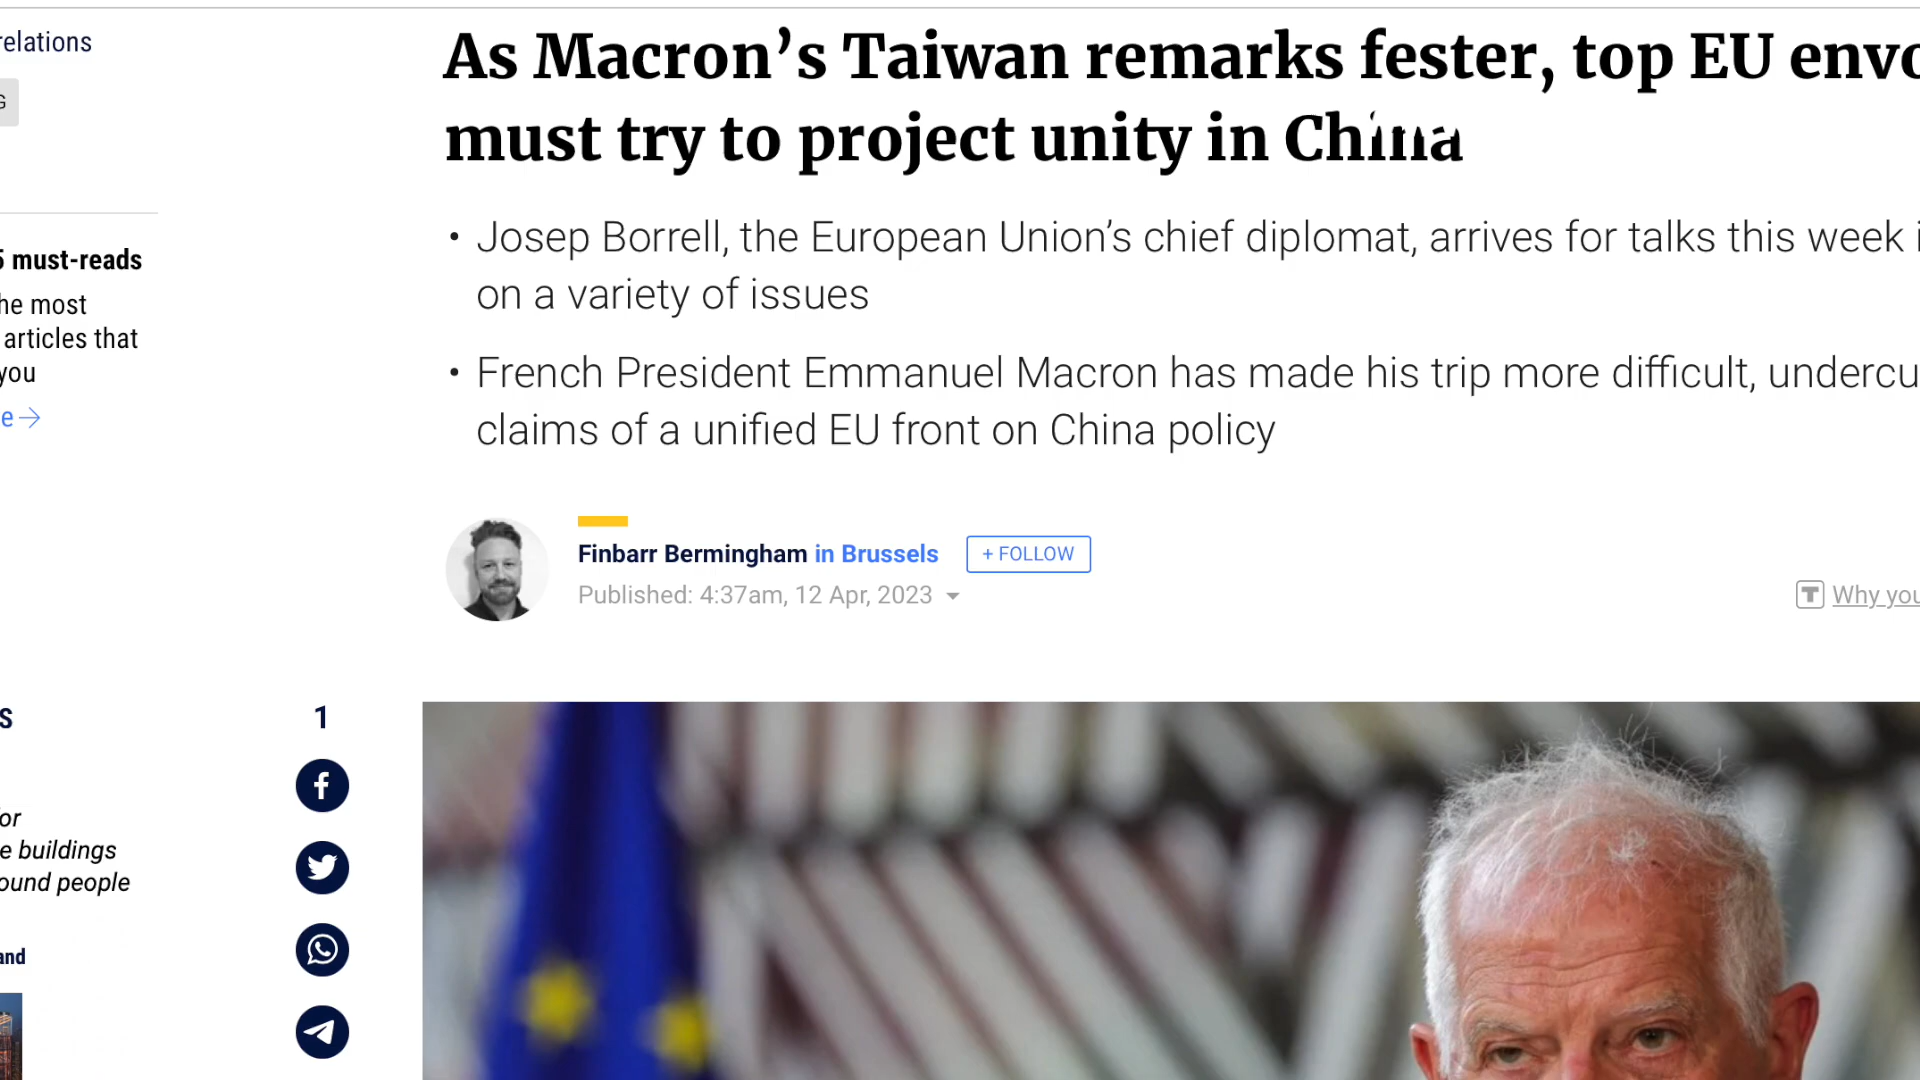 relations
As Macron’s Taiwan remarks fester, top EU
must try to project unity in China
• Josep Borrell, the European Union’s chief diplomat, arrives for talks this week
on a variety of issues
5 must-reads
the most
articles that
you
• French President Emmanuel Macron has made his trip more difficult,
claims of a unified EU front on China policy
Finbarr Bermingham in Brussels
+ FOLLOW
Published: 4:37am, 12 Apr, 2023
T Why you
1
or
e buildings
ound people
and